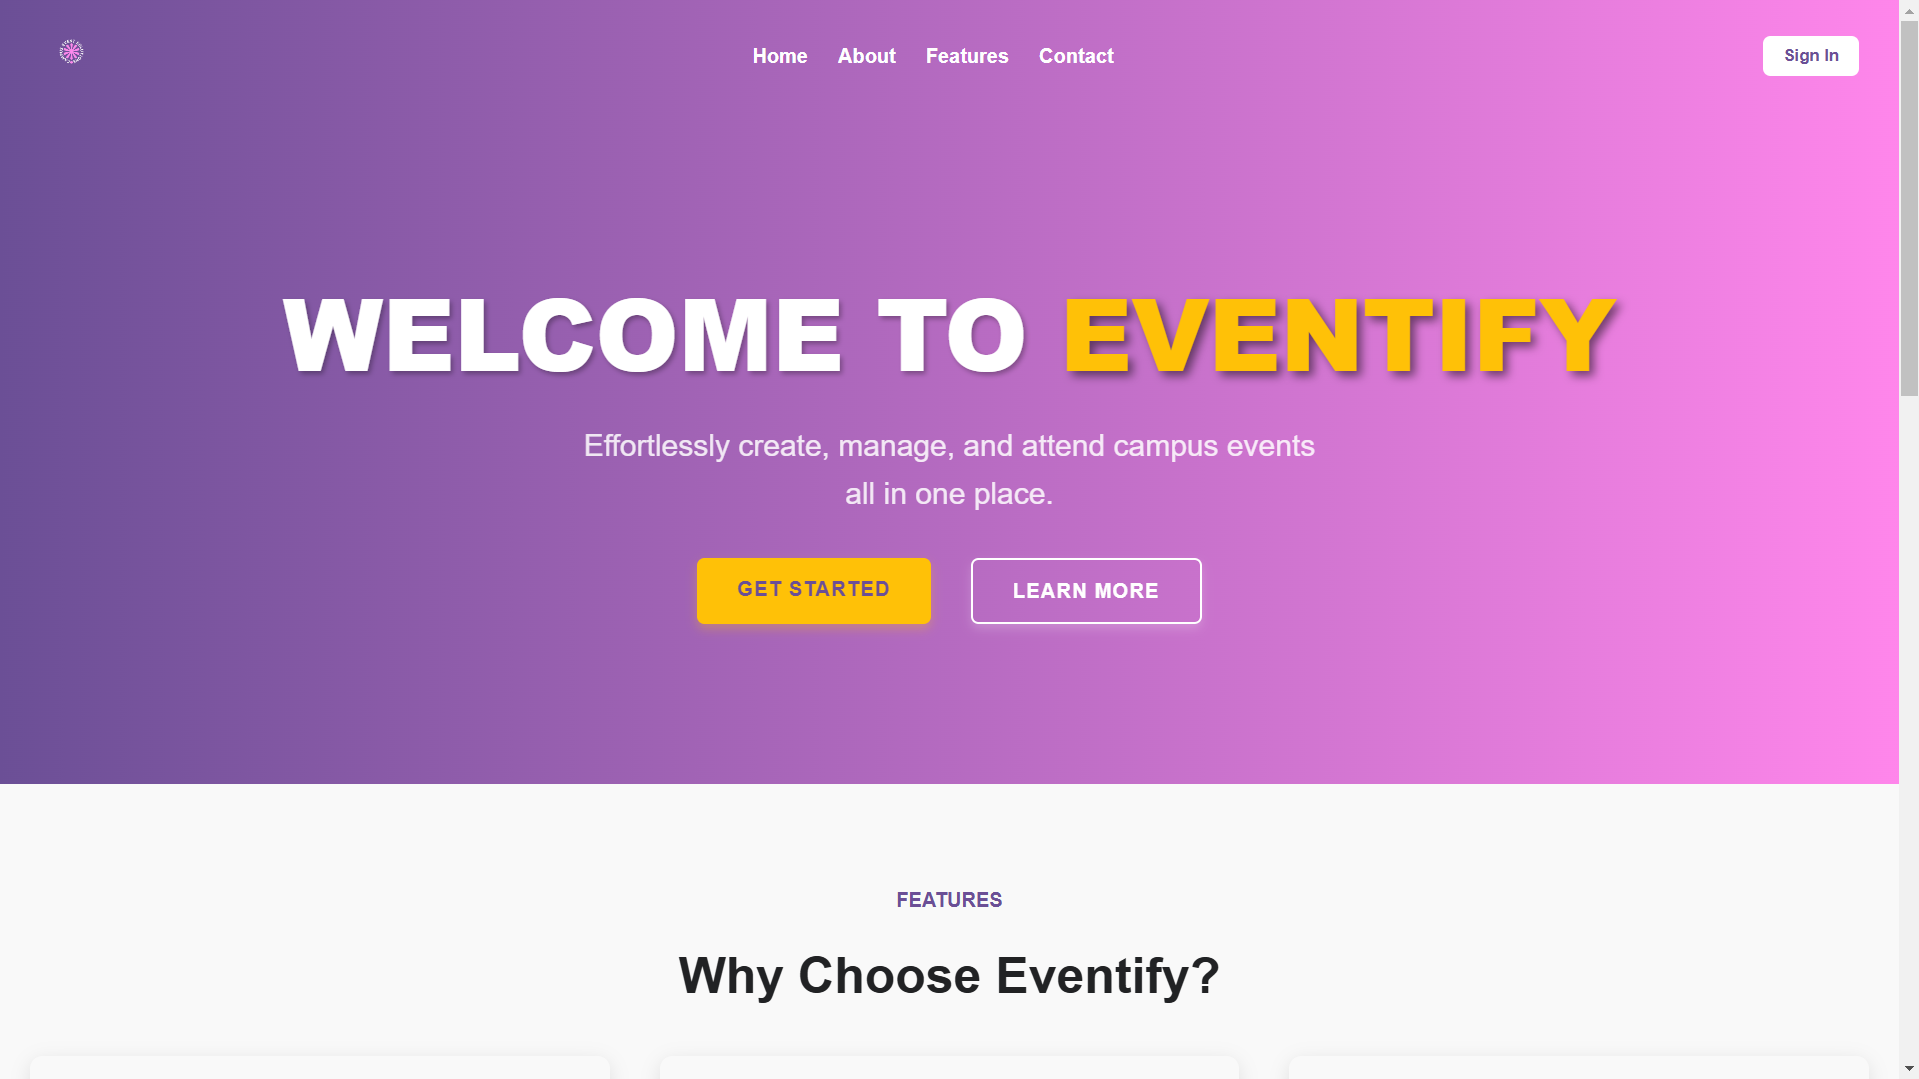 Home About Features Contact
Sign In
WELCOME TO EVENTIFY
Effortlessly create, manage, and attend campus events
all in one place.
GET STARTED
LEARN MORE
FEATURES
Why Choose Eventify?